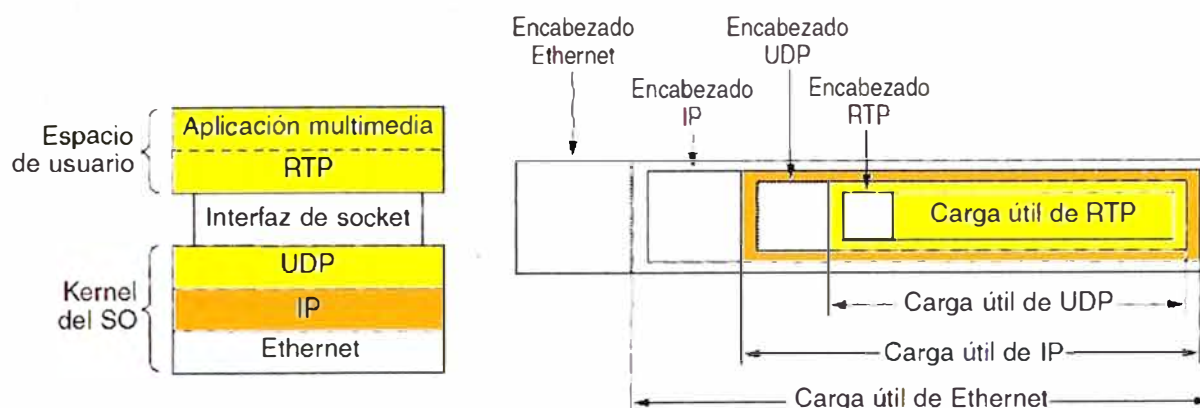 Espacio
de usuario
Aplicación multimedia
RTP
Interfaz de socket
Kernel
del SO
UDP
IP
Ethernet
Encabezado
Ethernet
Encabezado
IP
Encabezado
UDP
Encabezado
RTP
Carga útil de RTP
Carga útil de UDP
Carga útil de IP
Carga útil de Ethernet